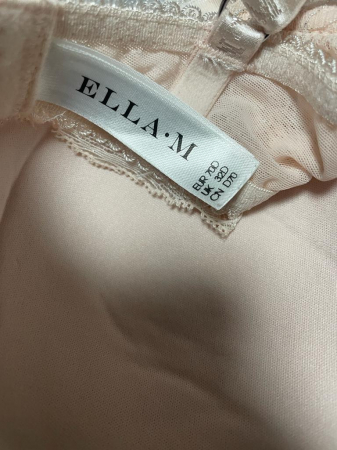 ELLA·M
EUR 70D
UK 32D
CN D70